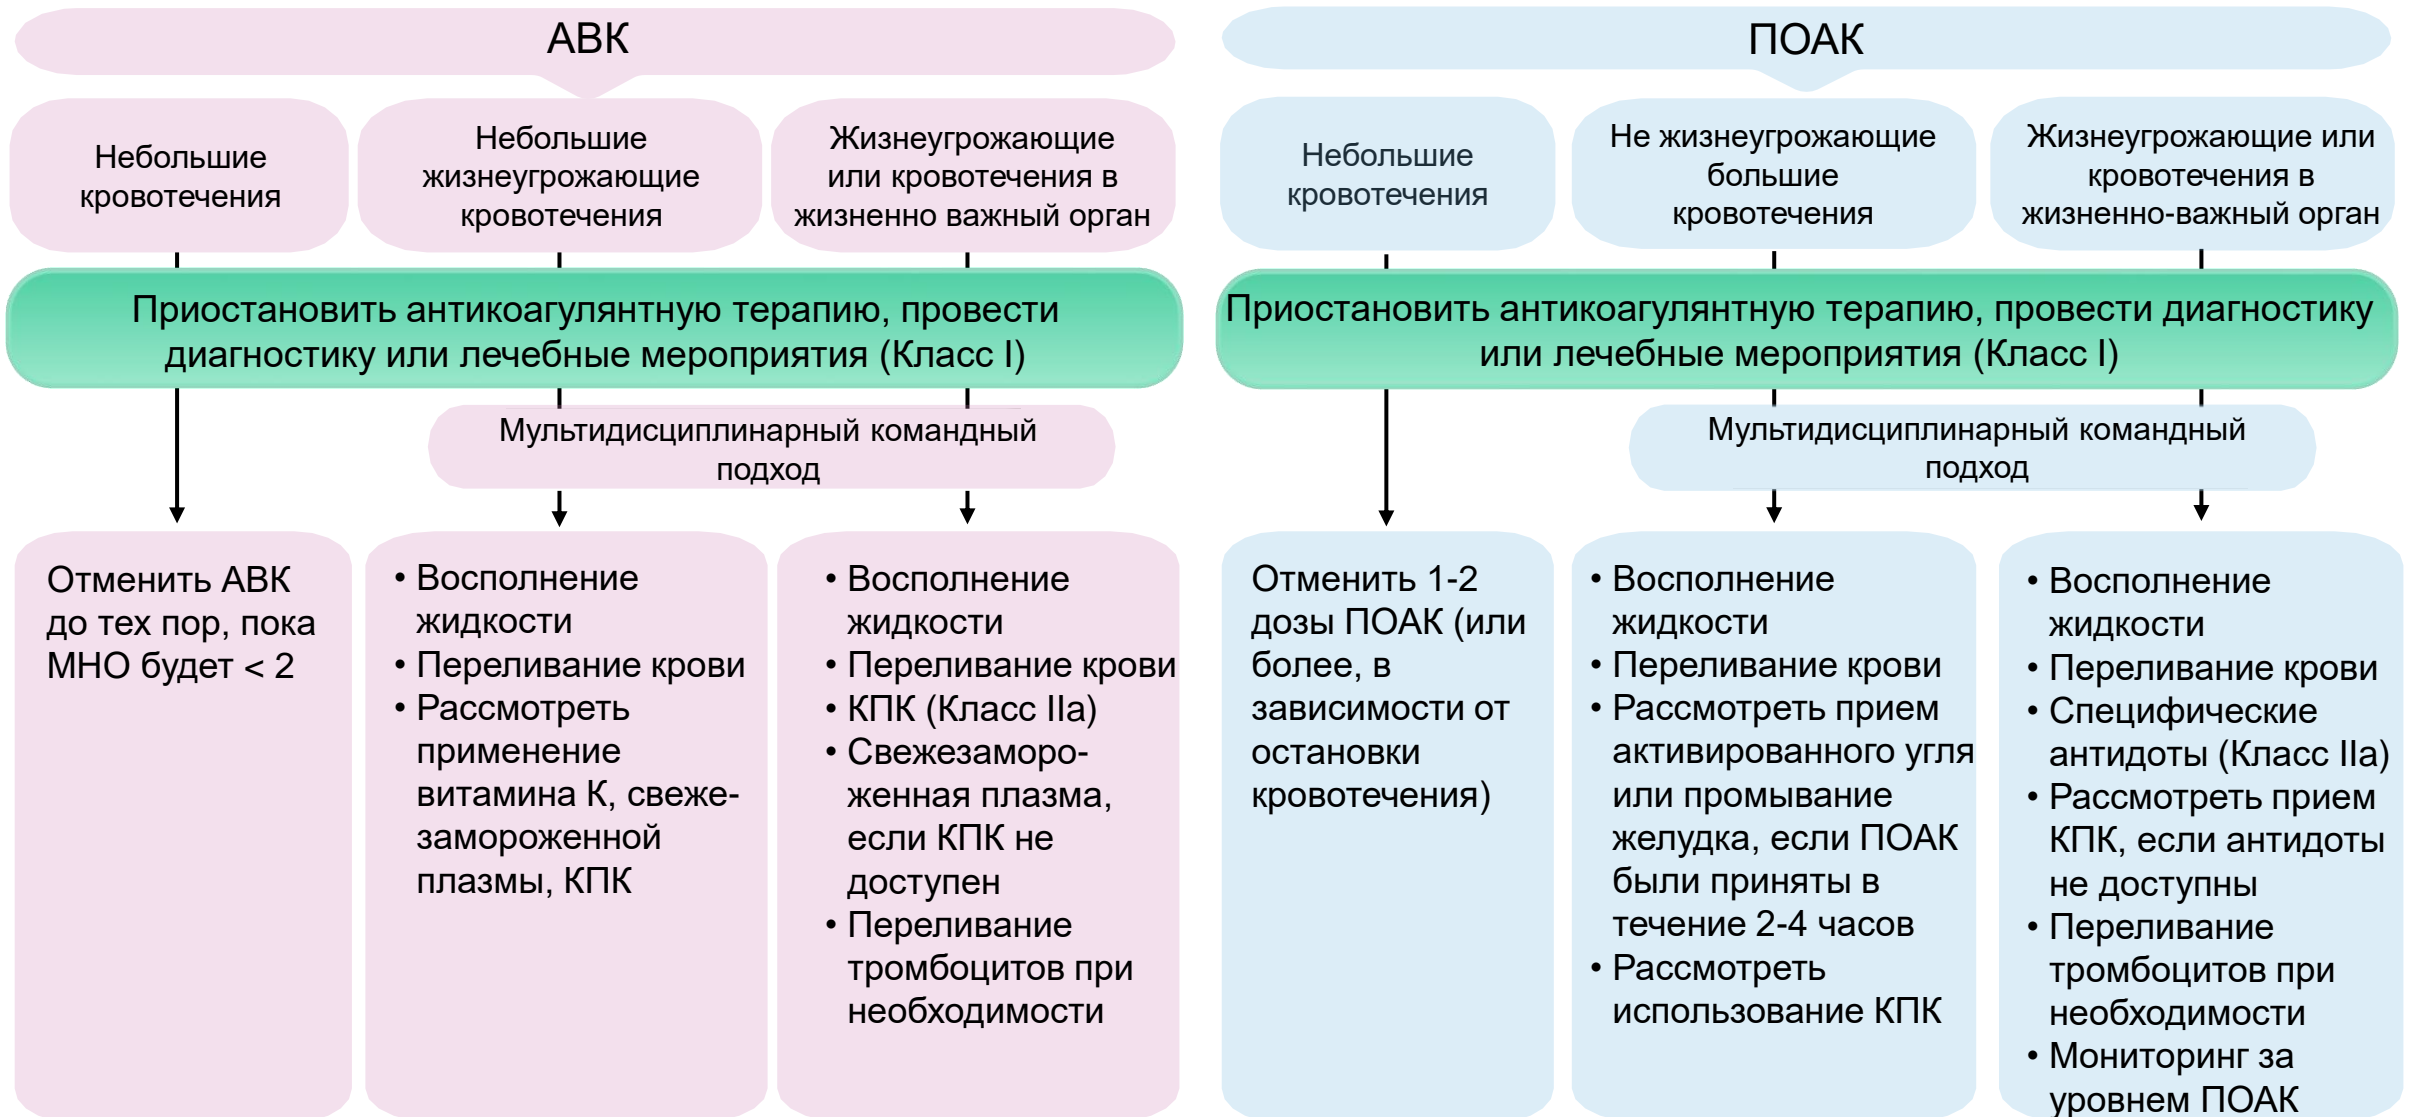 АВК
Небольшие
кровотечения
Небольшие
жизнеугрожающие
кровотечения
Жизнеугрожающие
или кровотечения в
жизненно важный орган
Приостановить антикоагулянтную терапию, провести
диагностику или лечебные мероприятия (Класс I)
Мультидисциплинарный командный
подход
Отменить АВК
до тех пор, пока
МНО будет < 2
• Восполнение
жидкости
• Переливание крови
• Рассмотреть
применение
витамина К, свеже-
замороженной
плазмы, КПК
• Восполнение
жидкости
• Переливание крови
• КПК (Класс IIa)
• Свежезаморо-
женная плазма,
если КПК не
доступен
• Переливание
тромбоцитов при
необходимости
ПОАК
Небольшие
кровотечения
Не жизнеугрожающие
большие
кровотечения
Жизнеугрожающие или
кровотечения в
жизненно-важный орган
Приостановить антикоагулянтную терапию, провести диагностику
или лечебные мероприятия (Класс I)
Мультидисциплинарный командный
подход
Отменить 1-2
дозы ПОАК (или
более, в
зависимости от
остановки
кровотечения)
• Восполнение
жидкости
• Переливание крови
• Рассмотреть прием
активированного угля
или промывание
желудка, если ПОАК
были приняты в
течение 2-4 часов
• Рассмотреть
использование КПК
• Восполнение
жидкости
• Переливание крови
• Специфические
антидоты (Класс IIa)
• Рассмотреть прием
КПК, если антидоты
не доступны
• Переливание
тромбоцитов при
необходимости
• Мониторинг за
уровнем ПОАК